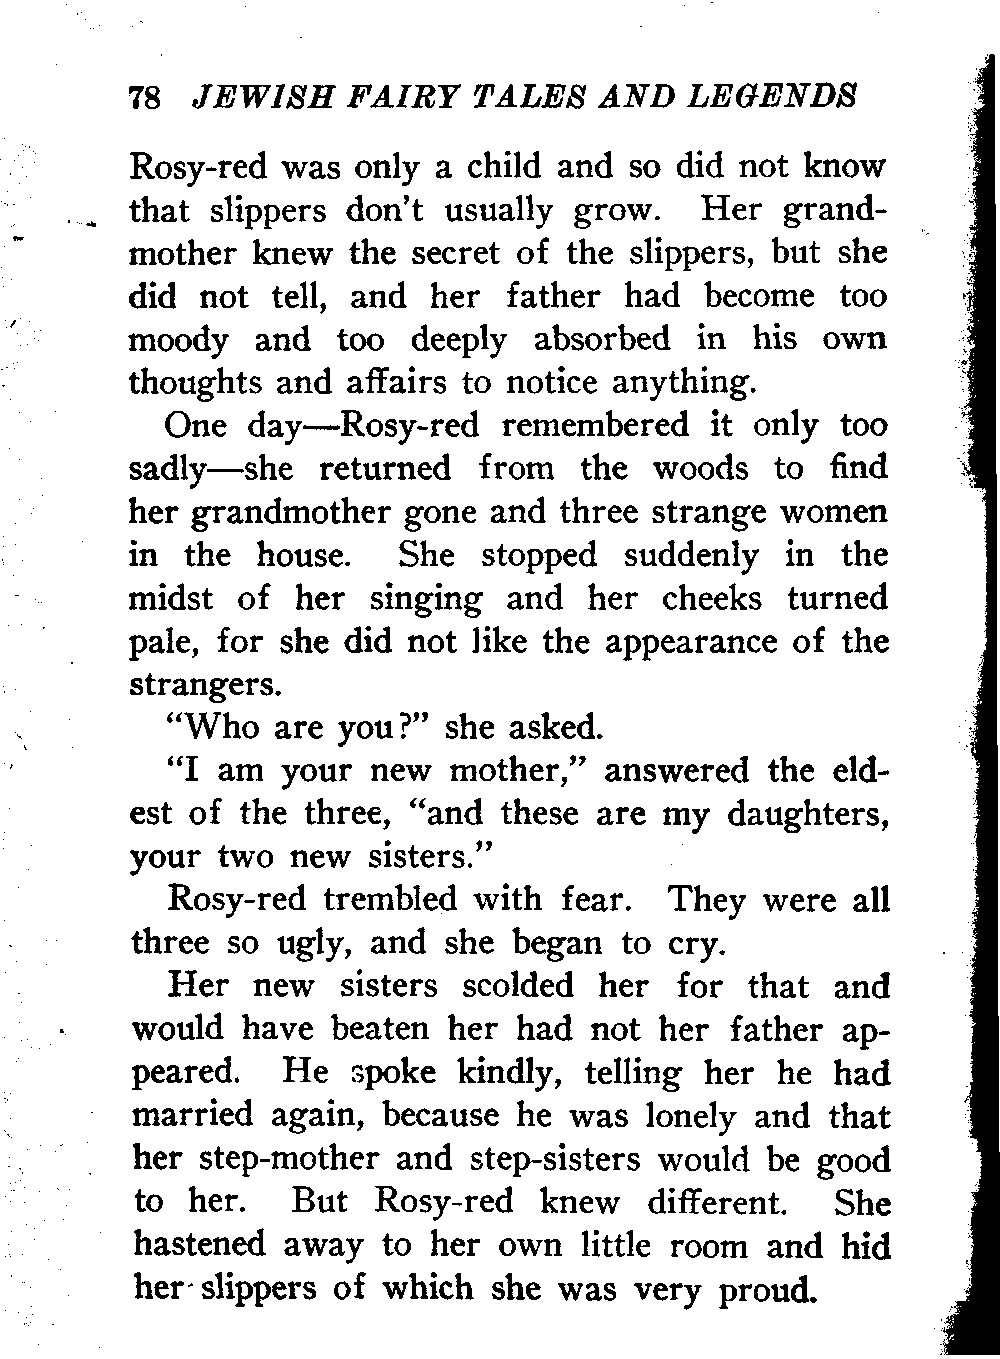 78 JEWISH FAIRY TALES AND LEGENDS
Rosy-red was only a child and so did not know
that slippers don't usually grow. Her grand-
mother knew the secret of the slippers, but she
did not tell, and her father had become too
moody and too deeply absorbed in his own
thoughts and affairs to notice anything.
One day—Rosy-red remembered it only too
sadly—she returned from the woods to find
her grandmother gone and three strange women
in the house. She stopped suddenly in the
midst of her singing and her cheeks turned
pale, for she did not like the appearance of the
strangers.
"Who are you?" she asked.
"I am your new mother," answered the eld-
est of the three, "and these are my daughters,
your two new sisters."
Rosy-red trembled with fear. They were all
three so ugly, and she began to cry.
Her new sisters scolded her for that and
would have beaten her had not her father ap-
peared. He spoke kindly, telling her he had
married again, because he was lonely and that
her step-mother and step-sisters would be good
to her. But Rosy-red knew different. She
hastened away to her own little room and hid
her slippers of which she was very proud.